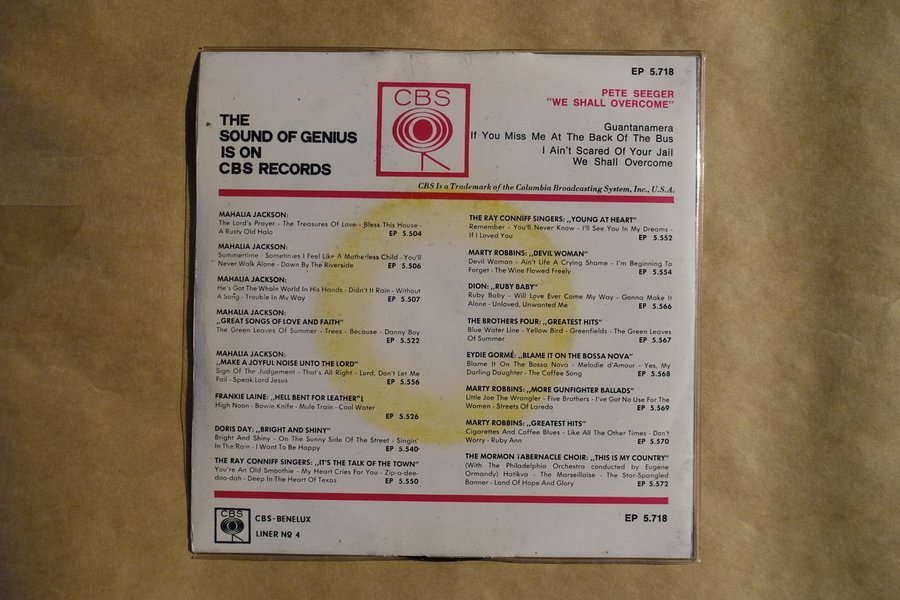 EP 5.718
PETE SEEGER
"WE SHALL OVERCOME"
Guantanamera
If You Miss Me At The Back Of The Bus
I Ain't Scared Of Your Jail
We Shall Overcome
CBS
THE
SOUND OF GENIUS
IS ON
CBS RECORDS
CBS Is a Trademark of the Columbia Broadcasting System, Inc., U.S.A.
MAHALIA JACKSON:
The Lord's Prayer - The Treasures Of Love - Bless This House -
A Rusty Old Halo EP 5.504
MAHALIA JACKSON:
Summertime - Sometimes I Feel Like A Motherless Child - You'll
Never Walk Alone - Down By The Riverside EP 5.506
MAHALIA JACKSON:
He's Got The Whole World In His Hands - Didn't It Rain - Without
A Song - Trouble In My Way EP 5.507
MAHALIA JACKSON:
„GREAT SONGS OF LOVE AND FAITH"
The Green Leaves Of Summer - Trees - Because - Danny Boy
EP 5.522
MAHALIA JACKSON:
„MAKE A JOYFUL NOISE UNTO THE LORD"
Sign Of The Judgement - That's All Right - Lord, Don't Let Me
Fail - Speak Lord Jesus EP 5.556
FRANKIE LAINE: „HELL BENT FOR LEATHER"
High Noon - Bowie Knife - Mule Train - Cool Water
EP 5.526
DORIS DAY: „BRIGHT AND SHINY"
Bright And Shiny - On The Sunny Side Of The Street - Singin'
In The Rain - I Want To Be Happy EP 5.540
THE RAY CONNIFF SINGERS: „IT'S THE TALK OF THE TOWN"
You're An Old Smoothie - My Heart Cries For You - Zip-a-dee-
doo-dah - Deep In The Heart Of Texas EP 5.550
THE RAY CONNIFF SINGERS: „YOUNG AT HEART"
Remember - You'll Never Know - I'll See You In My Dreams -
If I Loved You EP 5.552
MARTY ROBBINS: „DEVIL WOMAN"
Devil Woman - Ain't Life A Crying Shame - I'm Beginning To
Forget - The Wine Flowed Freely EP 5.554
DION: „RUBY BABY"
Ruby Baby - Will Love Ever Come My Way - Gonna Make It
Alone - Unloved, Unwanted Me EP 5.566
THE BROTHERS FOUR: „GREATEST HITS"
Blue Water Line - Yellow Bird - Greenfields - The Green Leaves
Of Summer EP 5.567
EYDIE GORMÉ: „BLAME IT ON THE BOSSA NOVA"
Blame It On The Bossa Nova - Melodie d'Amour - Yes, My
Darling Daughter - The Coffee Song EP 5.568
MARTY ROBBINS: „MORE GUNFIGHTER BALLADS"
Little Joe The Wrangler - Five Brothers - I've Got No Use For The
Women - Streets Of Laredo EP 5.569
MARTY ROBBINS: „GREATEST HITS"
Cigarettes And Coffee Blues - Like All The Other Times - Don't
Worry - Ruby Ann EP 5.570
THE MORMON TABERNACLE CHOIR: „THIS IS MY COUNTRY"
(With The Philadelphia Orchestra conducted by Eugene
Ormandy) Hatikva - The Marseillaise - The Star-Spangled
Banner - Land Of Hope And Glory EP 5.572
CBS
CBS-BENELUX
LINER Nº 4
EP 5.718